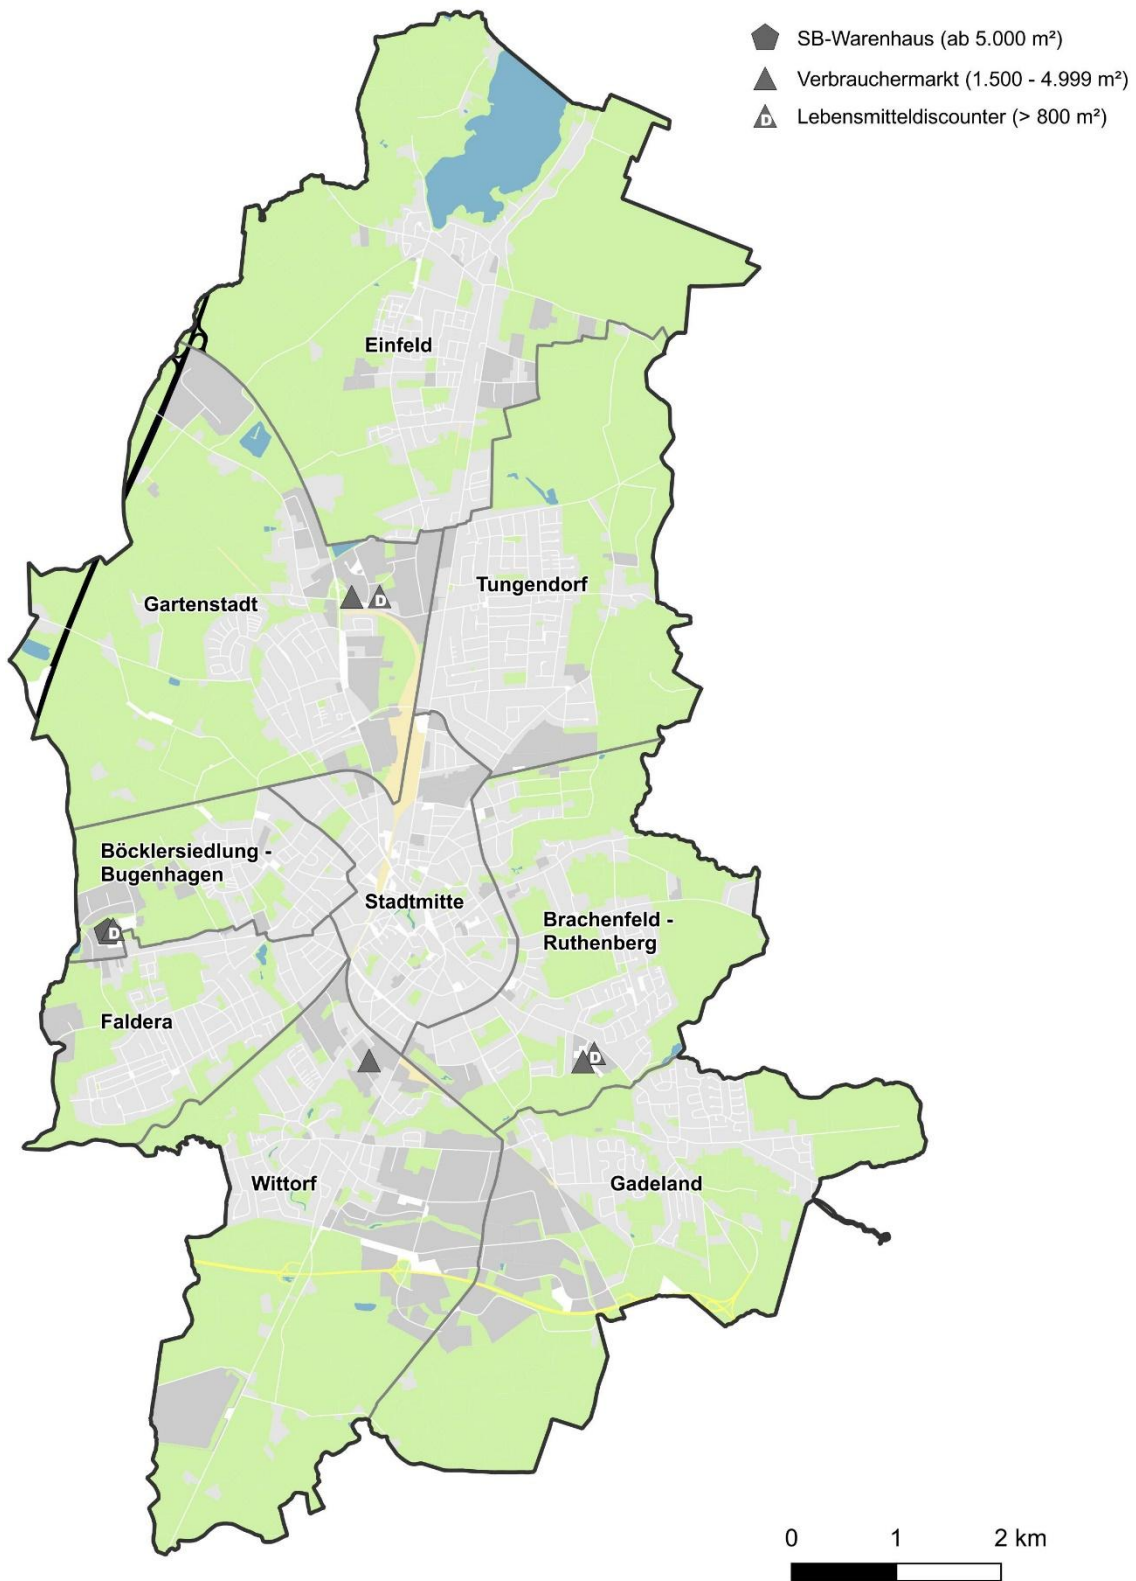 SB-Warenhaus (ab 5.000 m²)
Verbrauchermarkt (1.500 - 4.999 m²)
D Lebensmitteldiscounter (> 800 m²)
Einfeld
Tungendorf
Gartenstadt
D
Böcklersiedlung -
Bugenhagen
Stadtmitte
Brachenfeld -
Ruthenberg
D
Faldera
D
Wittorf
Gadeland
0 1 2 km